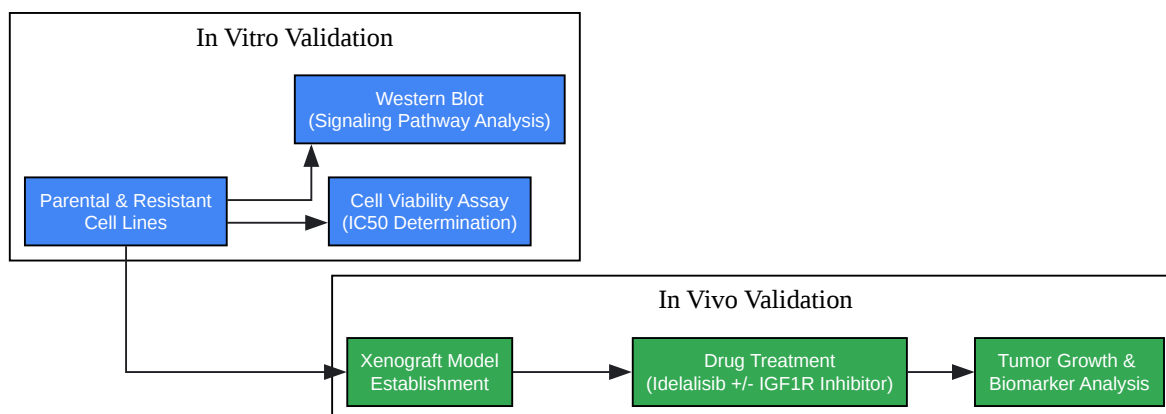 In Vitro Validation
Western Blot
(Signaling Pathway Analysis)
Parental & Resistant
Cell Lines
Cell Viability Assay
(IC50 Determination)
In Vivo Validation
Xenograft Model
Establishment
Drug Treatment
(Idelalisib +/- IGF1R Inhibitor)
Tumor Growth &
Biomarker Analysis